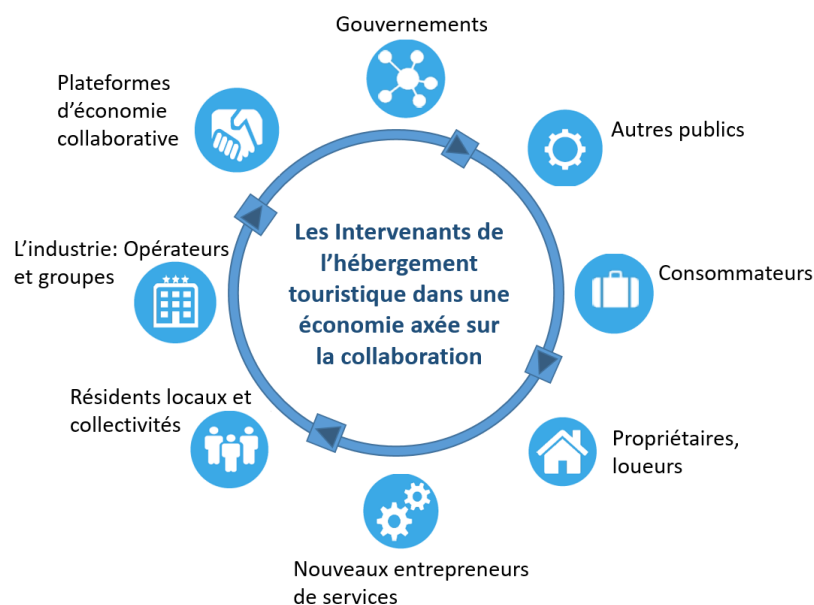 Gouvernements
Plateformes
d’économie
collaborative
Autres publics
Les Intervenants de
l’hébergement
touristique dans une
économie axée sur
la collaboration
L’industrie: Opérateurs
et groupes
Consommateurs
Résidents locaux et
collectivités
Propriétaires,
loueurs
Nouveaux entrepreneurs
de services